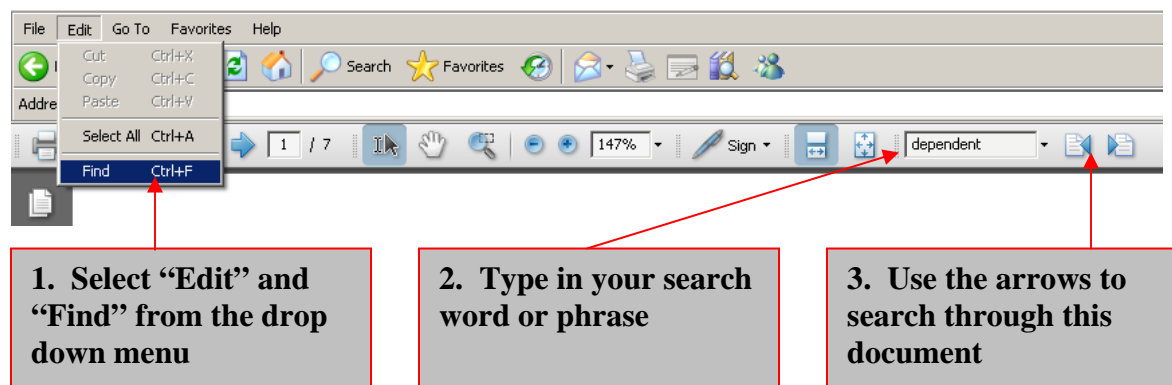 File Edit Go To Favorites Help
Cut Ctrl+X
Search Favorites
Copy Ctrl+C
Paste Ctrl+V
Select All Ctrl+A
1 / 7 147% Sign dependent
Find Ctrl+F
1. Select “Edit” and
“Find” from the drop
down menu
2. Type in your search
word or phrase
3. Use the arrows to
search through this
document